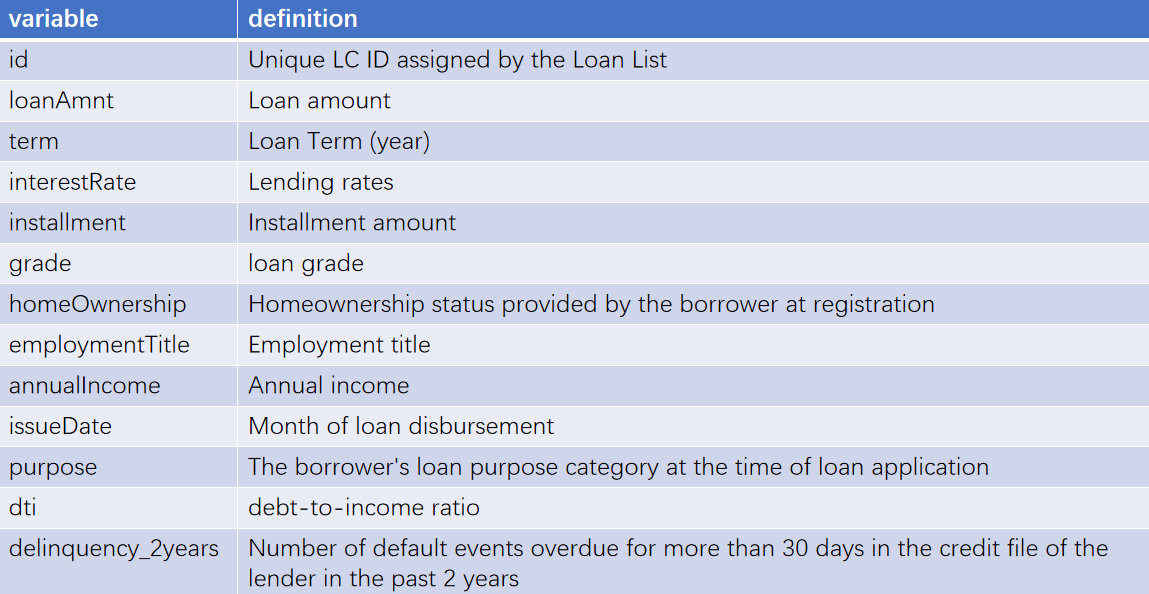 variable definition
id Unique LC ID assigned by the Loan List
loanAmnt Loan amount
term Loan Term (year)
interestRate Lending rates
installment Installment amount
grade loan grade
homeOwnership Homeownership status provided by the borrower at registration
employmentTitle Employment title
annualIncome Annual income
issueDate Month of loan disbursement
purpose The borrower's loan purpose category at the time of loan application
dti debt-to-income ratio
delinquency_2years Number of default events overdue for more than 30 days in the credit file of the
lender in the past 2 years